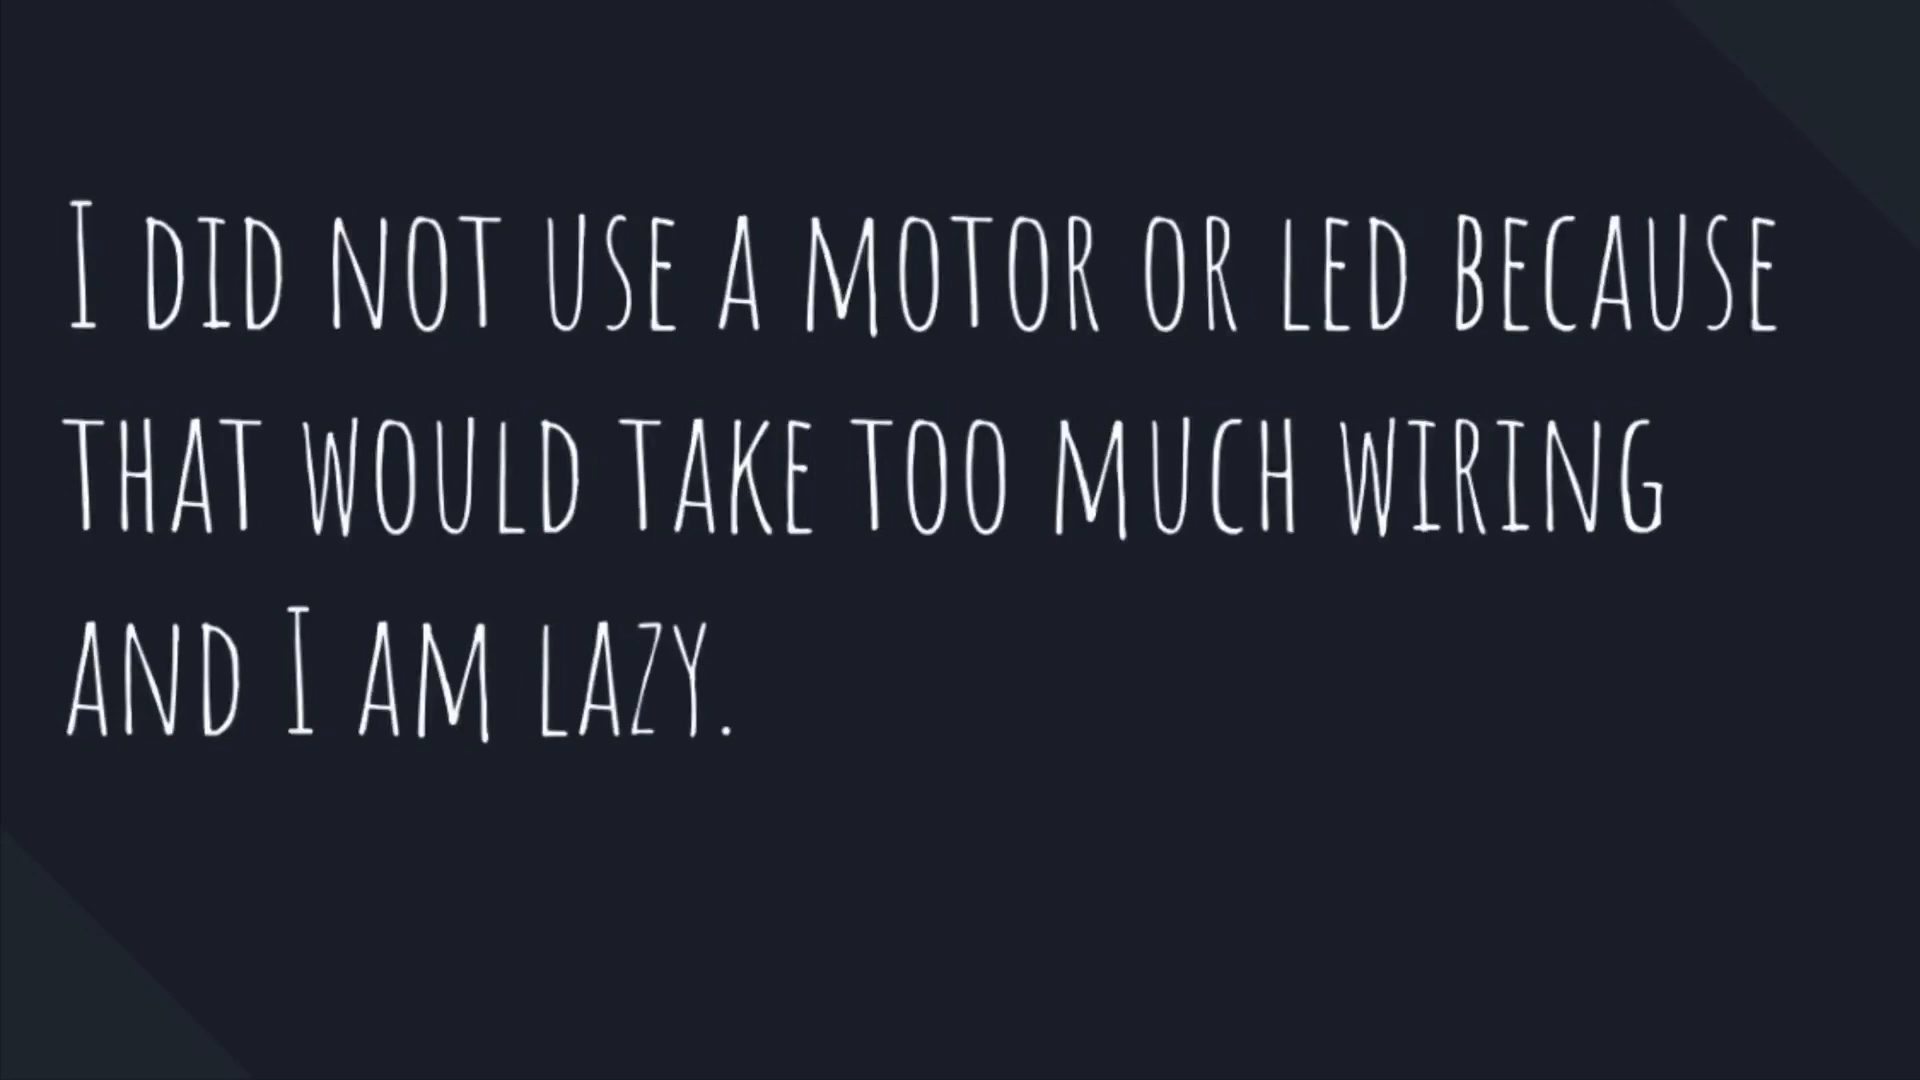 I did not use a motor or led because
that would take too much wiring
and I am lazy.